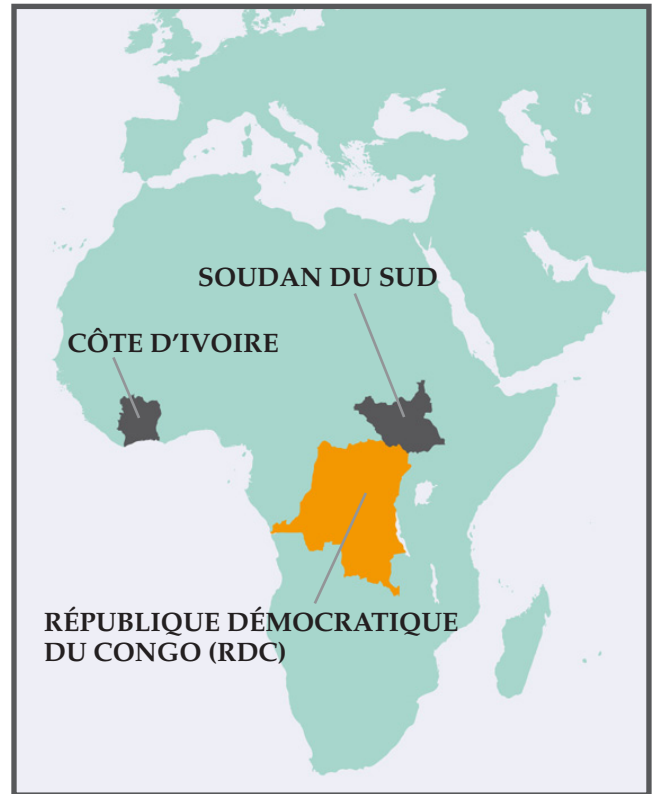 SOUDAN DU SUD
CÔTE D’IVOIRE
RÉPUBLIQUE DÉMOCRATIQUE
DU CONGO (RDC)